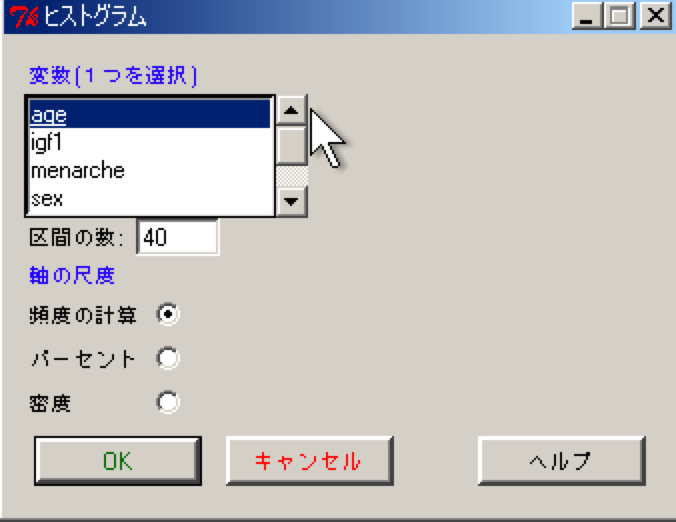 7k ヒストグラム
変数(1つを選択)
age
igf1
menarche
sex
区間の数: 40
軸の尺度
頻度の計算
パーセント
密度
OK キャンセル ヘルプ